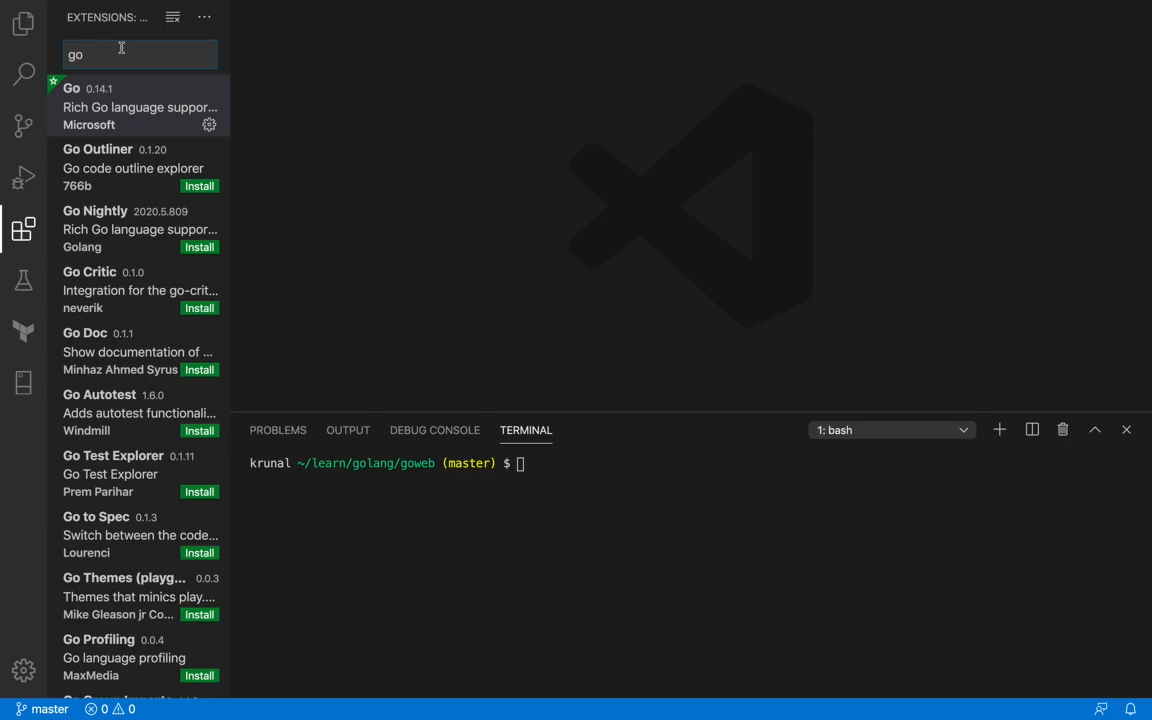 EXTENSIONS: ...
go
Go 0.14.1
Rich Go language suppor...
Microsoft
Go Outliner 0.1.20
Go code outline explorer
766b Install
Go Nightly 2020.5.809
Rich Go language suppor...
Golang Install
Go Critic 0.1.0
Integration for the go-crit...
neverik Install
Go Doc 0.1.1
Show documentation of ...
Minhaz Ahmed Syrus Install
Go Autotest 1.6.0
Adds autotest functionali...
Windmill Install
Go Test Explorer 0.1.11
Go Test Explorer
Prem Parihar Install
Go to Spec 0.1.3
Switch between the code...
Lourenci Install
Go Themes (playg... 0.0.3
Themes that minics play....
Mike Gleason jr Co... Install
Go Profiling 0.0.4
Go language profiling
MaxMedia Install
PROBLEMS OUTPUT DEBUG CONSOLE TERMINAL 1: bash
krunal ~/learn/golang/goweb (master) $
master 0 0